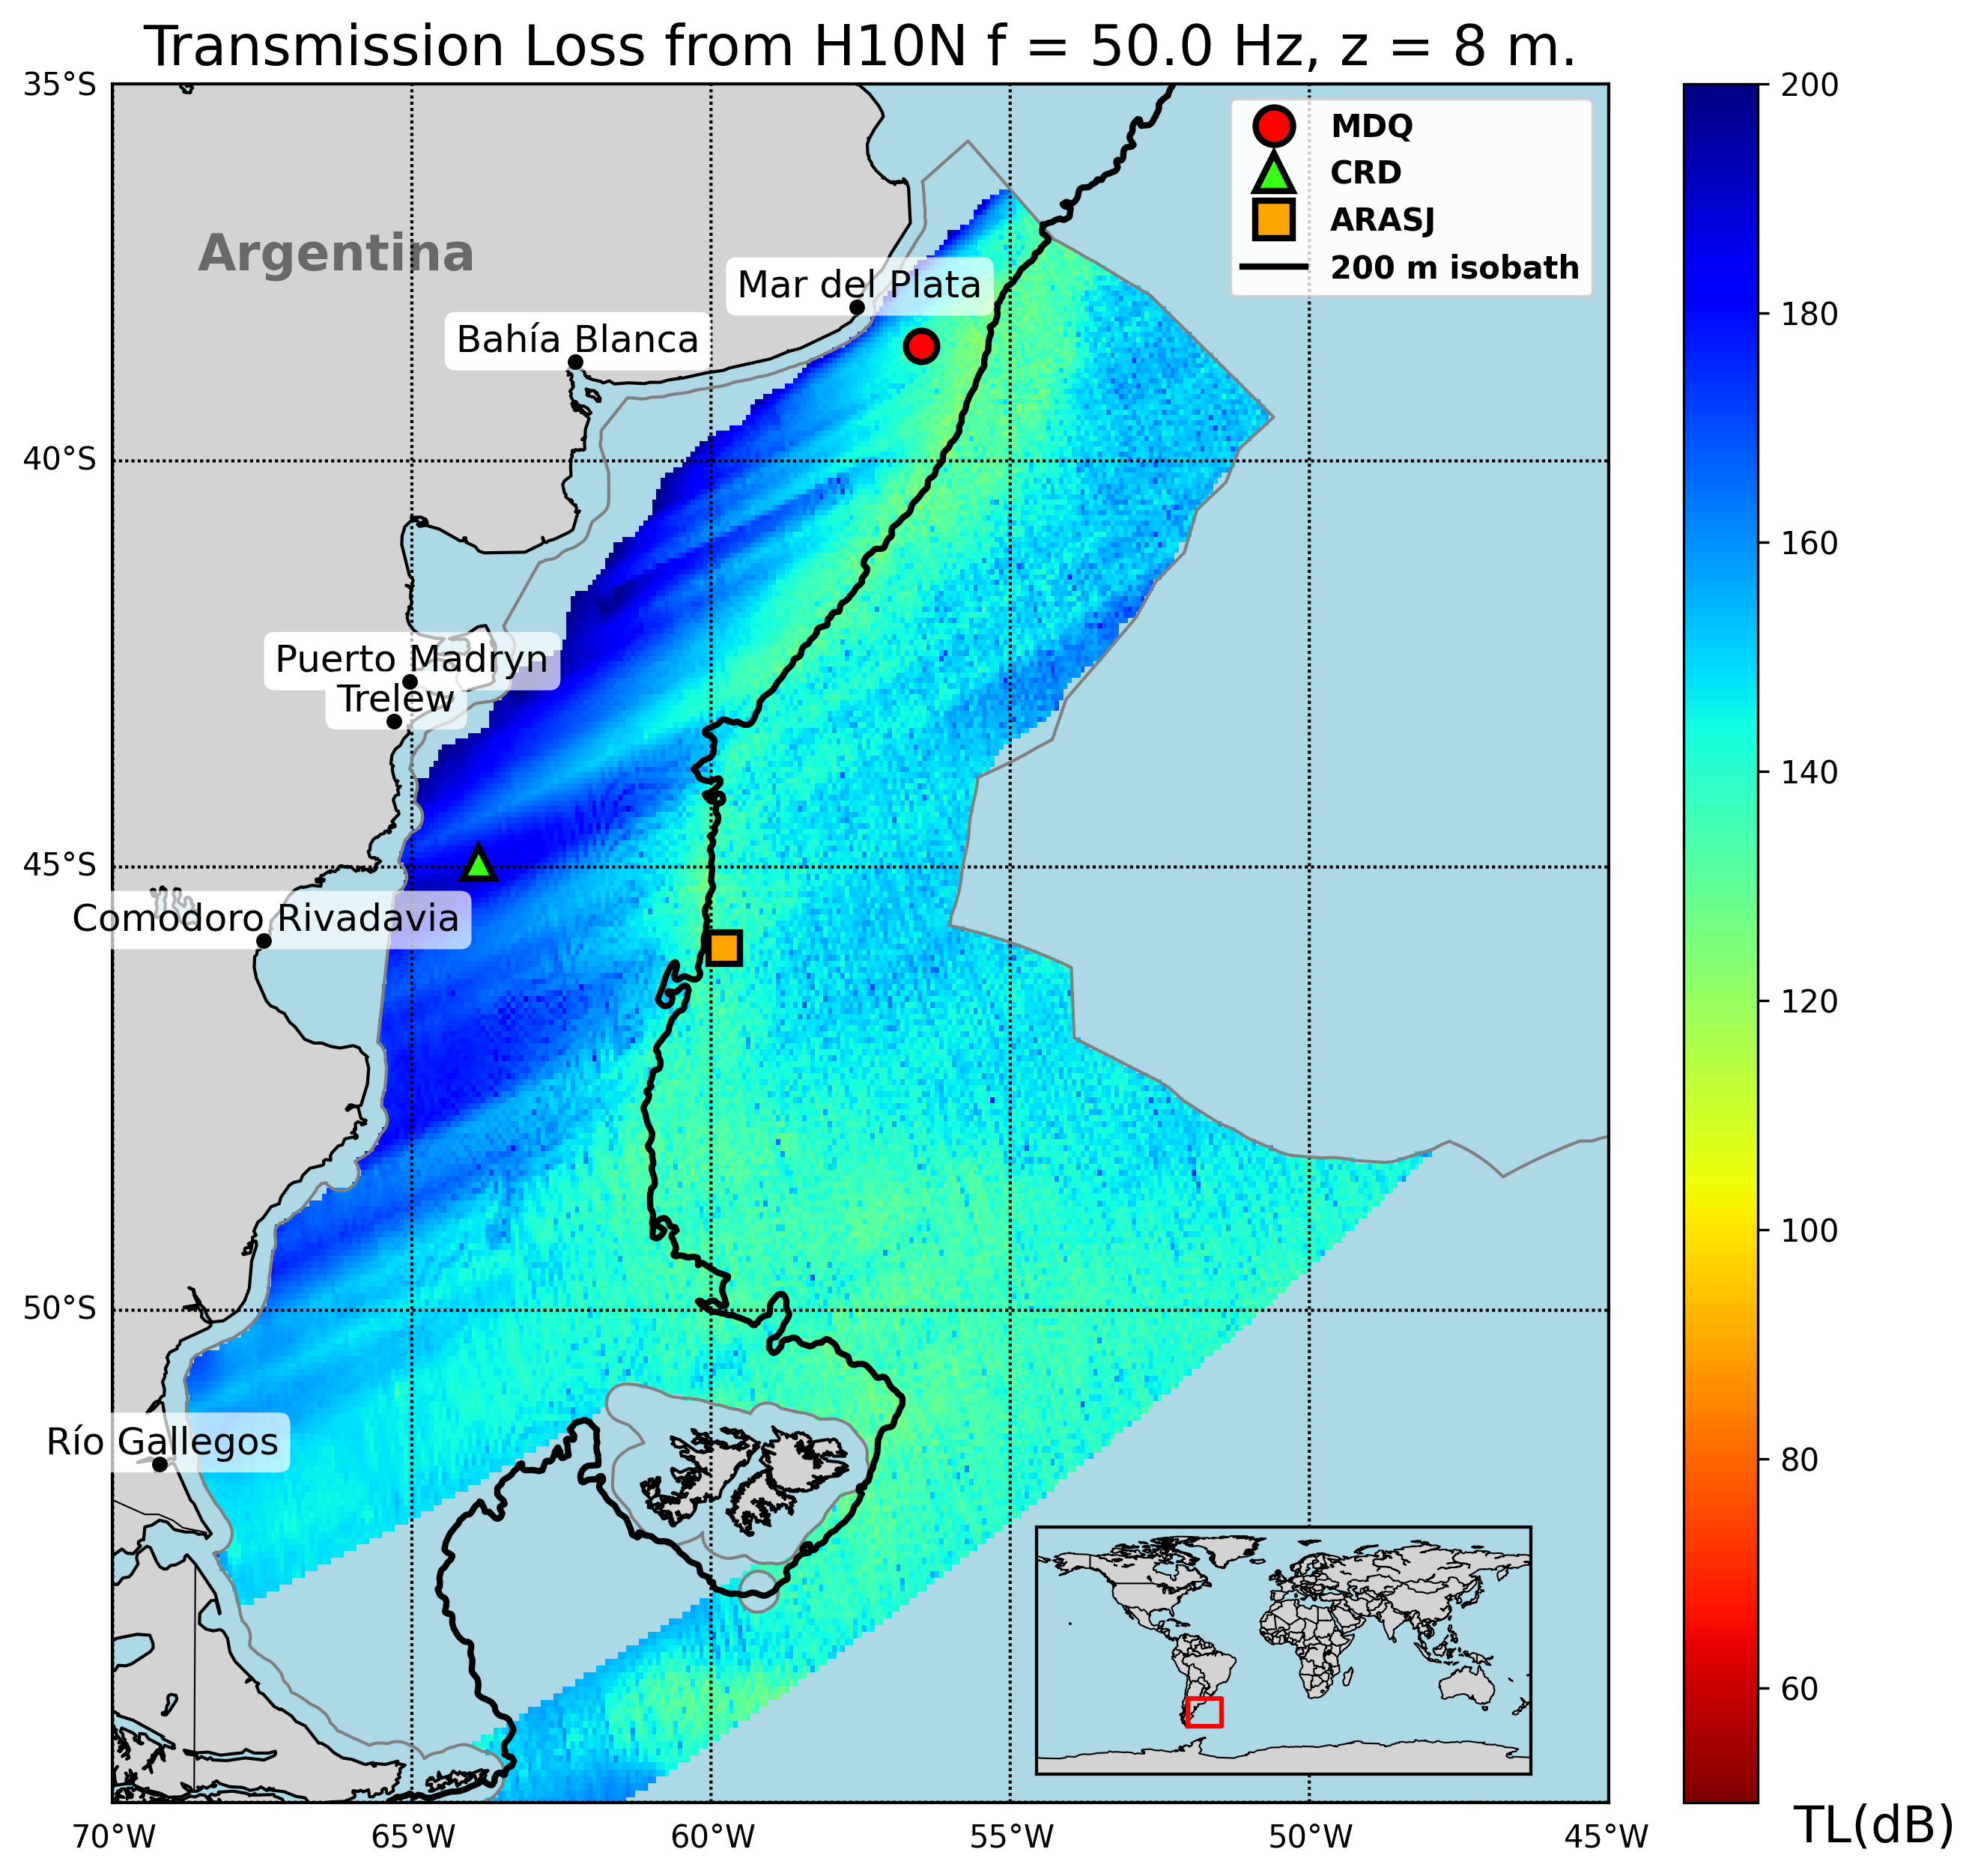 Transmission Loss from H10N f = 50.0 Hz, z = 8 m.
35°S
40°S
45°S
50°S
70°W
65°W
60°W
55°W
50°W
45°W
MDQ
CRD
ARASJ
200 m isobath
Argentina
Mar del Plata
Bahía Blanca
Puerto Madryn
Trelew
Comodoro Rivadavia
Río Gallegos
200
180
160
140
120
100
80
60
TL(dB)